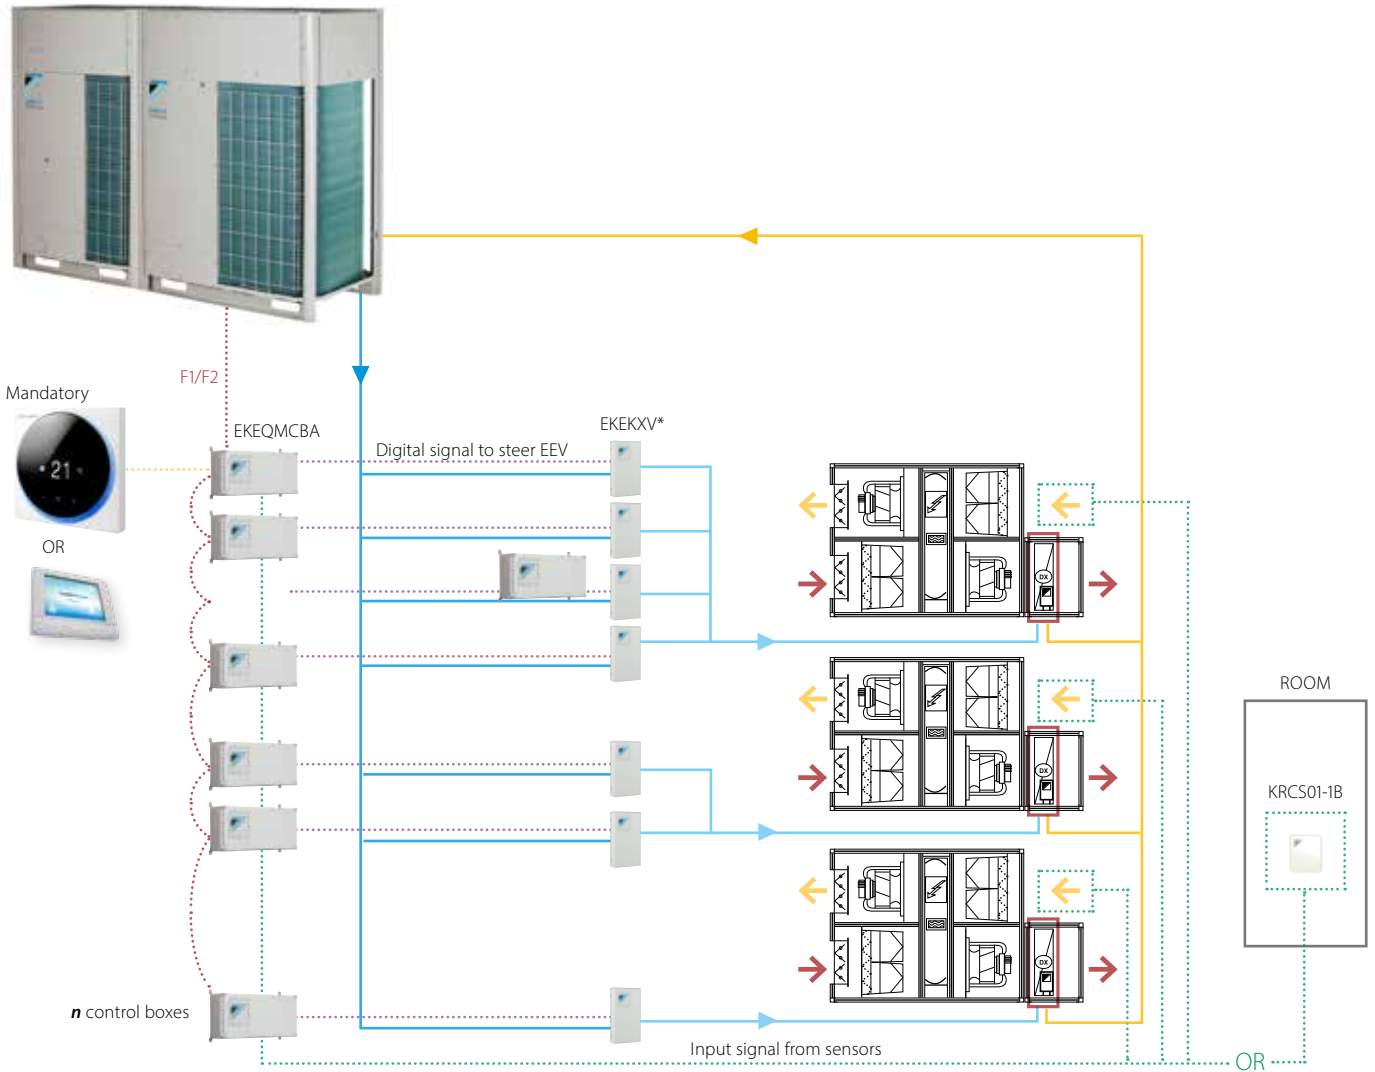 F1/F2
Mandatory
EKEQMCBA
EKEKXV*
Digital signal to steer EEV
21
OR
DX
DX
ROOM
KRCS01-1B
DX
n control boxes
Input signal from sensors
OR